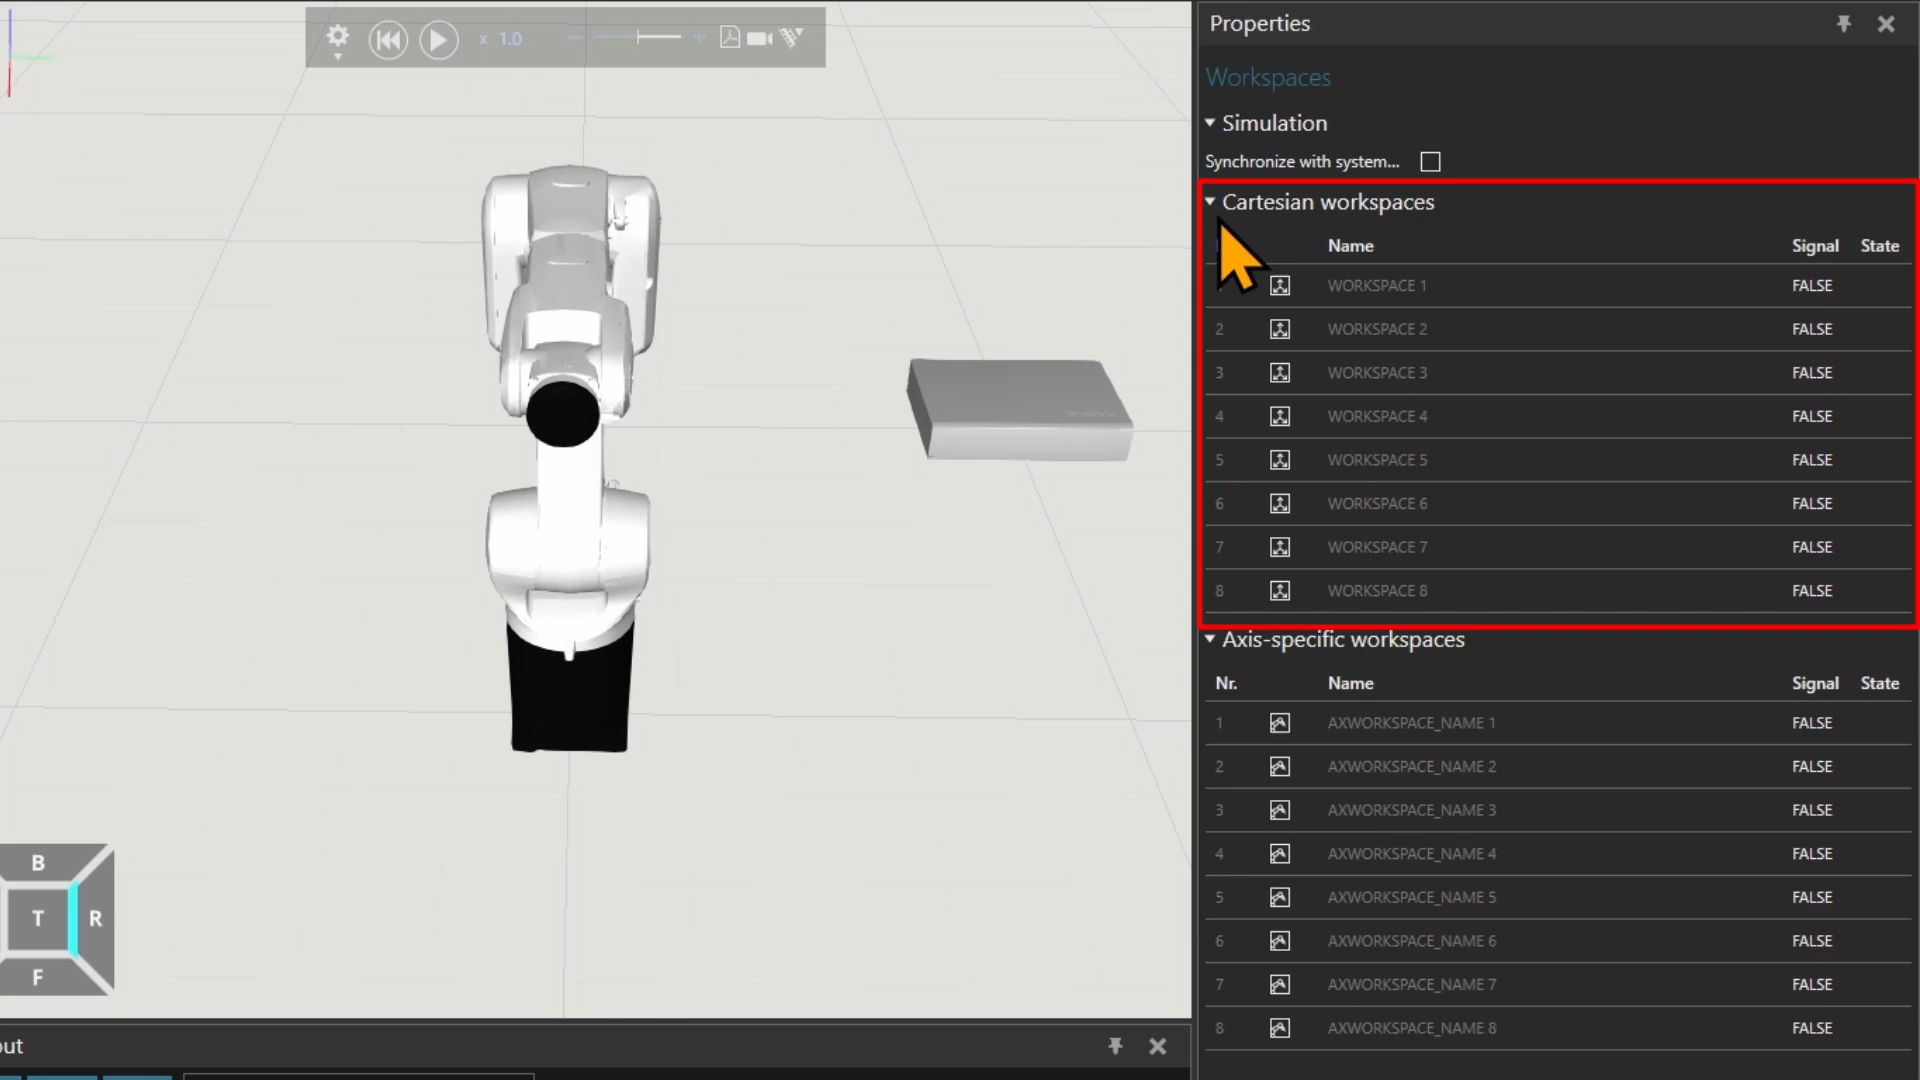 x 1.0
Properties
Workspaces
Simulation
Synchronize with system...
Cartesian workspaces
Name Signal State
WORKSPACE 1 FALSE
2 WORKSPACE 2 FALSE
3 WORKSPACE 3 FALSE
4 WORKSPACE 4 FALSE
5 WORKSPACE 5 FALSE
6 WORKSPACE 6 FALSE
7 WORKSPACE 7 FALSE
8 WORKSPACE 8 FALSE
Axis-specific workspaces
Nr. Name Signal State
1 AXWORKSPACE_NAME 1 FALSE
2 AXWORKSPACE_NAME 2 FALSE
3 AXWORKSPACE_NAME 3 FALSE
4 AXWORKSPACE_NAME 4 FALSE
5 AXWORKSPACE_NAME 5 FALSE
6 AXWORKSPACE_NAME 6 FALSE
7 AXWORKSPACE_NAME 7 FALSE
8 AXWORKSPACE_NAME 8 FALSE
B
T R
F
out